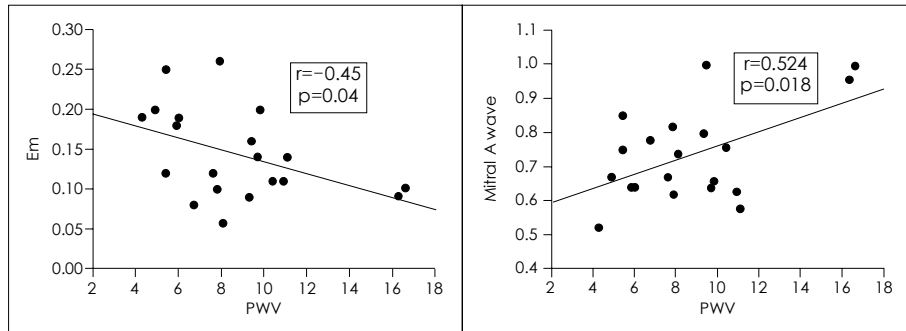 0.30
0.25
0.20
0.15
0.10
0.05
0.00
Em
2 4 6 8 10 12 14 16 18
PWV
r=−0.45
p=0.04
1.1
1.0
0.9
0.8
0.7
0.6
0.5
0.4
Mitral A wave
2 4 6 8 10 12 14 16 18
PWV
r=0.524
p=0.018